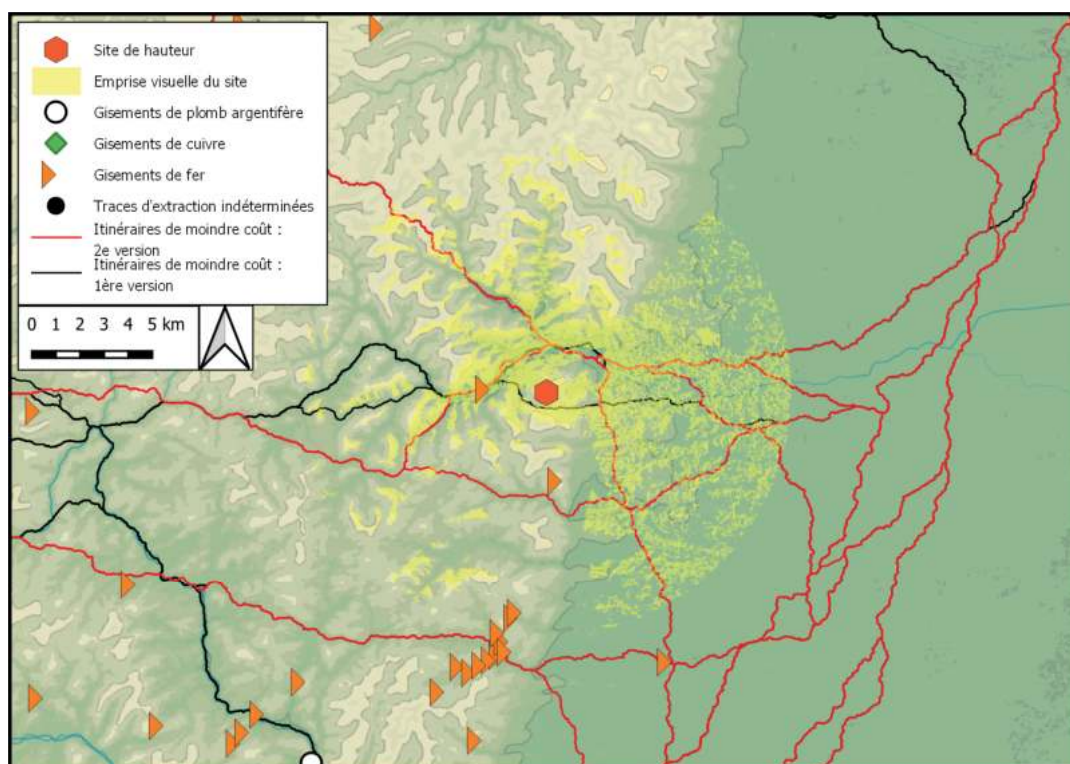 Site de hauteur
Emprise visuelle du site
Gisements de plomb argentifère
Gisements de cuivre
Gisements de fer
Traces d'extraction indéterminées
Itinéraires de moindre coût :
2e version
Itinéraires de moindre coût :
1ère version
0 1 2 3 4 5 km